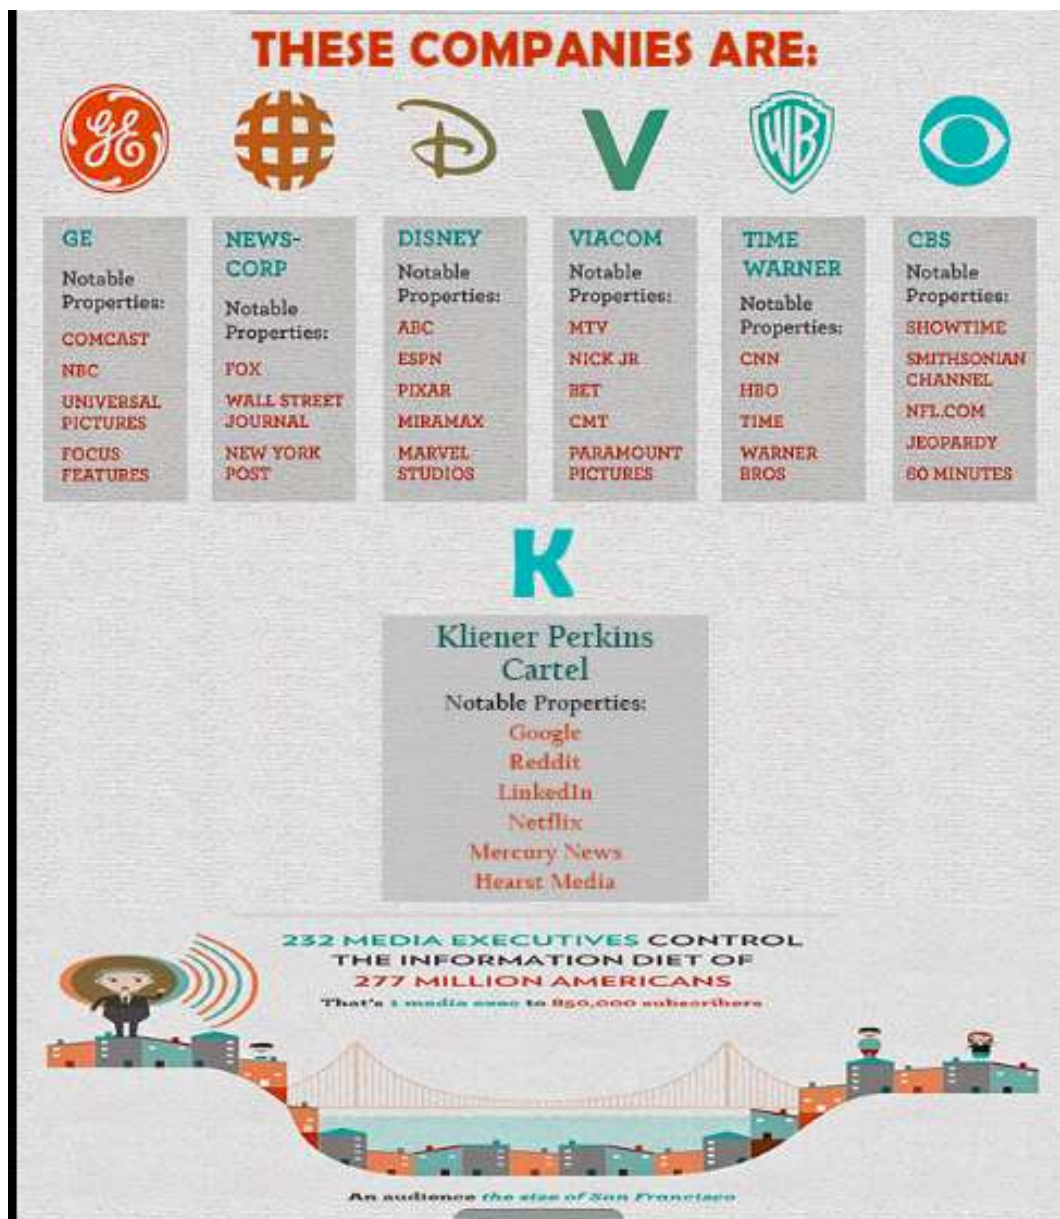 THESE COMPANIES ARE:
GE
Notable
Properties:
COMCAST
NBC
UNIVERSAL
PICTURES
FOCUS
FEATURES
NEWS-
CORP
Notable
Properties:
FOX
WALL STREET
JOURNAL
NEW YORK
POST
DISNEY
Notable
Properties:
ABC
ESPN
PIXAR
MIRAMAX
MARVEL
STUDIOS
V
VIACOM
Notable
Properties:
MTV
NICK JR
BET
CMT
PARAMOUNT
PICTURES
WB
TIME
WARNER
Notable
Properties:
CNN
HBO
TIME
WARNER
BROS
CBS
Notable
Properties:
SHOWTIME
SMITHSONIAN
CHANNEL
NFL.COM
JEOPARDY
60 MINUTES
K
Kliener Perkins
Cartel
Notable Properties:
Google
Reddit
LinkedIn
Netflix
Mercury News
Hearst Media
232 MEDIA EXECUTIVES CONTROL
THE INFORMATION DIET OF
277 MILLION AMERICANS
That's 1 media exec to 850,000 subscribers
An audience the size of San Francisco